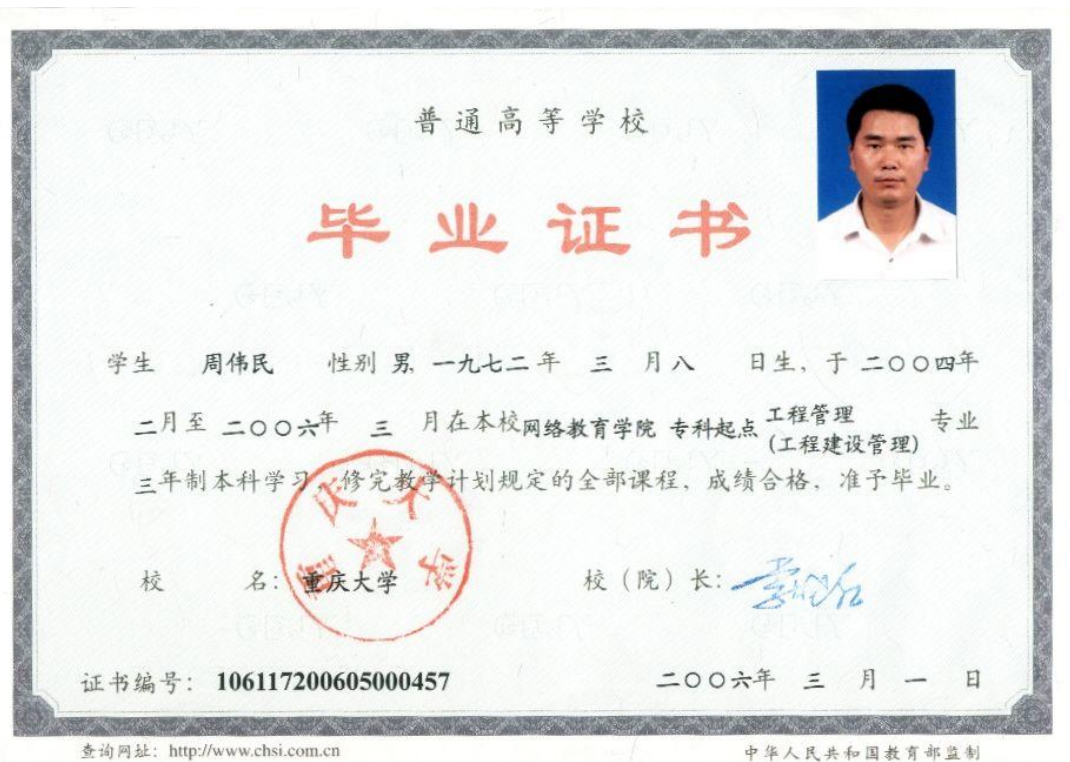 普通高等学校
毕业证书
学生 周伟民 性别 男, 一九七二年 三 月八 日生, 于 二〇〇四年
二月至 二〇〇六年 三 月在本校网络教育学院 专科起点 工程管理 (工程建设管理) 专业
三年制本科学习, 修完教学计划规定的全部课程, 成绩合格, 准予毕业。
重庆大学
校 名: 重庆大学 校(院)长:
证书编号: 106117200605000457 二〇〇六年 三 月 一 日
查询网址: http://www.chsi.com.cn 中华人民共和国教育部监制